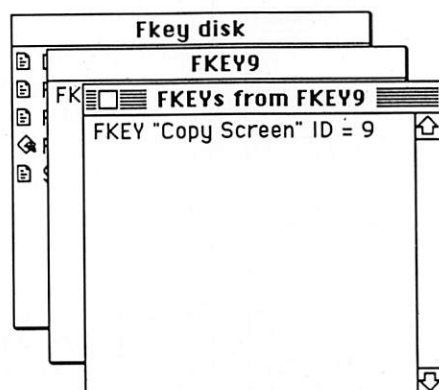 Fkey disk
FKEY9
FK
FKEYs from FKEY9
FKEY "Copy Screen" ID = 9